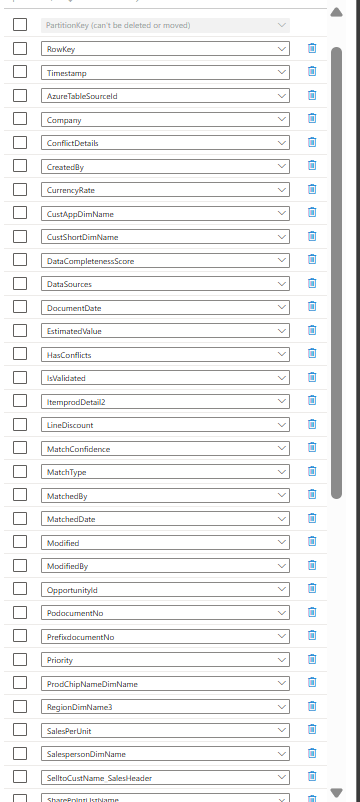 PartitionKey (can't be deleted or moved)
RowKey
Timestamp
AzureTableSourceId
Company
ConflictDetails
CreatedBy
CurrencyRate
CustAppDimName
CustShortDimName
DataCompletenessScore
DataSources
DocumentDate
EstimatedValue
HasConflicts
IsValidated
ItemprodDetail2
LineDiscount
MatchConfidence
MatchType
MatchedBy
MatchedDate
Modified
ModifiedBy
OpportunityId
PodocumentNo
PrefixdocumentNo
Priority
ProdChipNameDimName
RegionDimName3
SalesPerUnit
SalespersonDimName
SelltoCustName_SalesHeader
SharePointListName